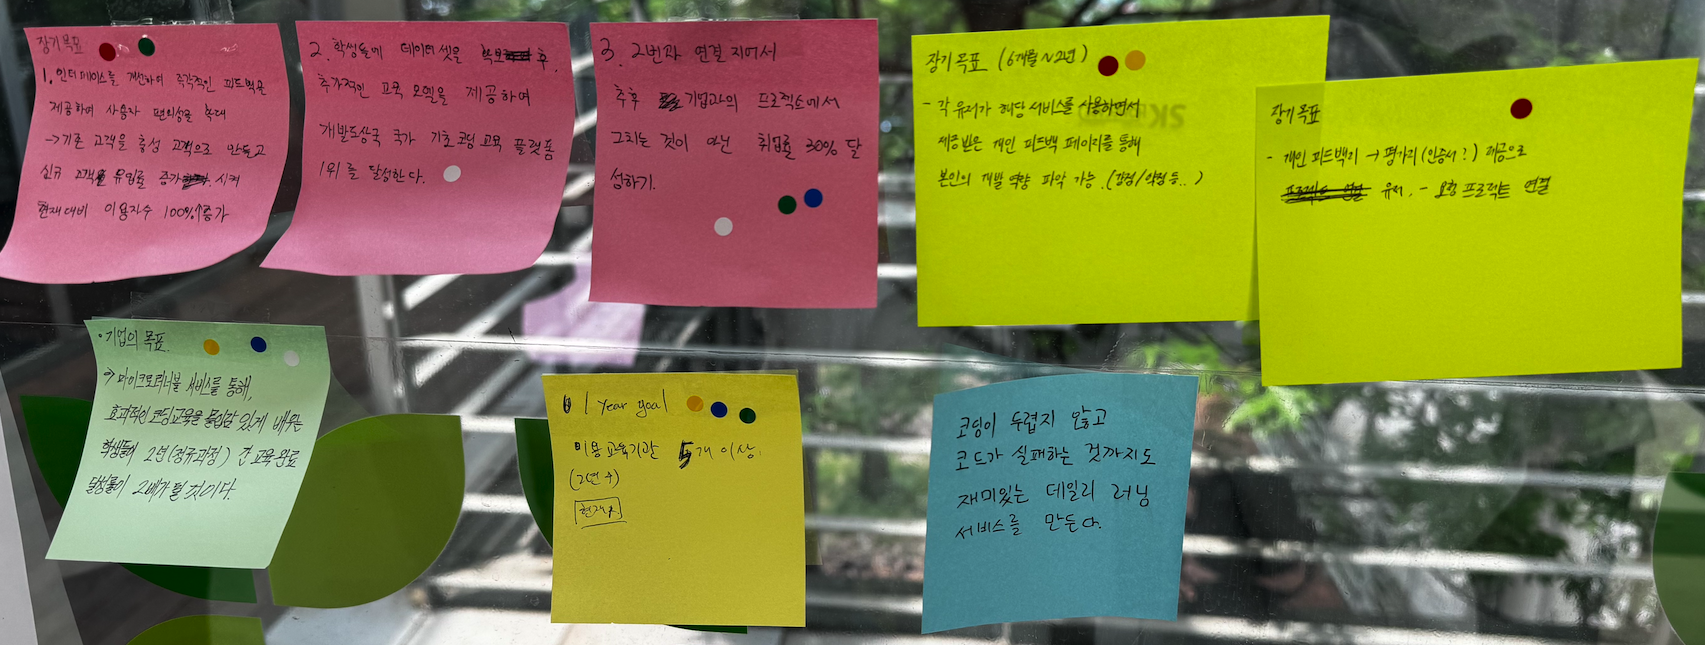 장기목표
1. 인터페이스를 개선하여 즉각적인 피드백을
제공하며 사용자 편의성을 확대
→ 기존 고객을 충성 고객으로 만들고
신규 고객 유입률 증가 시켜
현재 대비 이용자수 100%↑증가
2. 학생들에 데이터셋을 확보 후,
추가적인 교육 모델을 제공하여
개발도상국 국가 기초 코딩 교육 플랫폼
1위를 달성한다.
3. 2번과 연결 지어서
추후 기업과의 프로젝트에서
그치는 것이 아닌 취업률 30% 달
성하기.
장기 목표 (6개월~2년)
- 각 유저가 해당 서비스를 사용하면서
제공받은 개인 피드백 페이지를 통해
본인의 개발 역량 파악 가능. (강점/약점 등..)
장기목표
- 개인 피드백지 → 평가지 (인증서?) 제공으로
유저, - 요청 프로젝트 연결
• 기업의 목표.
→ 마이크로러너블 서비스를 통해,
효과적인 코딩교육을 몰입감 있게 배우는
학생들이 2년(정규과정) 간 교육 완료
달성률이 2배가 될 것이다.
1 year goal
이용 교육기관 5개 이상.
(2년 후)
코딩이 두렵지 않고
코드가 실패하는 것까지도
재미있는 데일리 러닝
서비스를 만든다.